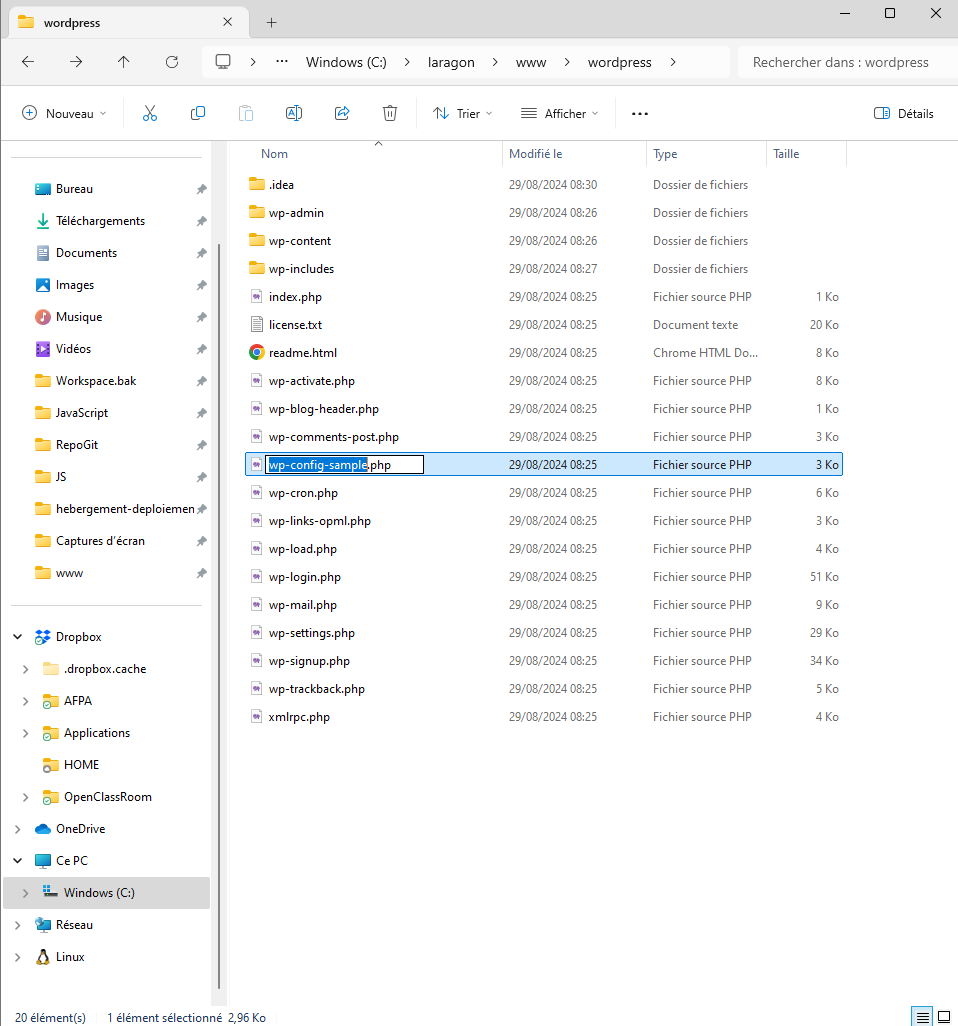 wordpress
Windows (C:) laragon www wordpress Rechercher dans : wordpress
Nouveau Trier Afficher Détails
Nom Modifié le Type Taille
Bureau
Téléchargements
Documents
Images
Musique
Vidéos
Workspace.bak
JavaScript
RepoGit
JS
hebergement-deploiemen
Captures d'écran
www
Dropbox
.dropbox.cache
AFPA
Applications
HOME
OpenClassRoom
OneDrive
Ce PC
Windows (C:)
Réseau
Linux
.idea 29/08/2024 08:30 Dossier de fichiers
wp-admin 29/08/2024 08:26 Dossier de fichiers
wp-content 29/08/2024 08:26 Dossier de fichiers
wp-includes 29/08/2024 08:27 Dossier de fichiers
index.php 29/08/2024 08:25 Fichier source PHP 1 Ko
license.txt 29/08/2024 08:25 Document texte 20 Ko
readme.html 29/08/2024 08:25 Chrome HTML Do... 8 Ko
wp-activate.php 29/08/2024 08:25 Fichier source PHP 8 Ko
wp-blog-header.php 29/08/2024 08:25 Fichier source PHP 1 Ko
wp-comments-post.php 29/08/2024 08:25 Fichier source PHP 3 Ko
wp-config-sample.php 29/08/2024 08:25 Fichier source PHP 3 Ko
wp-cron.php 29/08/2024 08:25 Fichier source PHP 6 Ko
wp-links-opml.php 29/08/2024 08:25 Fichier source PHP 3 Ko
wp-load.php 29/08/2024 08:25 Fichier source PHP 4 Ko
wp-login.php 29/08/2024 08:25 Fichier source PHP 51 Ko
wp-mail.php 29/08/2024 08:25 Fichier source PHP 9 Ko
wp-settings.php 29/08/2024 08:25 Fichier source PHP 29 Ko
wp-signup.php 29/08/2024 08:25 Fichier source PHP 34 Ko
wp-trackback.php 29/08/2024 08:25 Fichier source PHP 5 Ko
xmlrpc.php 29/08/2024 08:25 Fichier source PHP 4 Ko
20 élément(s) 1 élément sélectionné 2,96 Ko